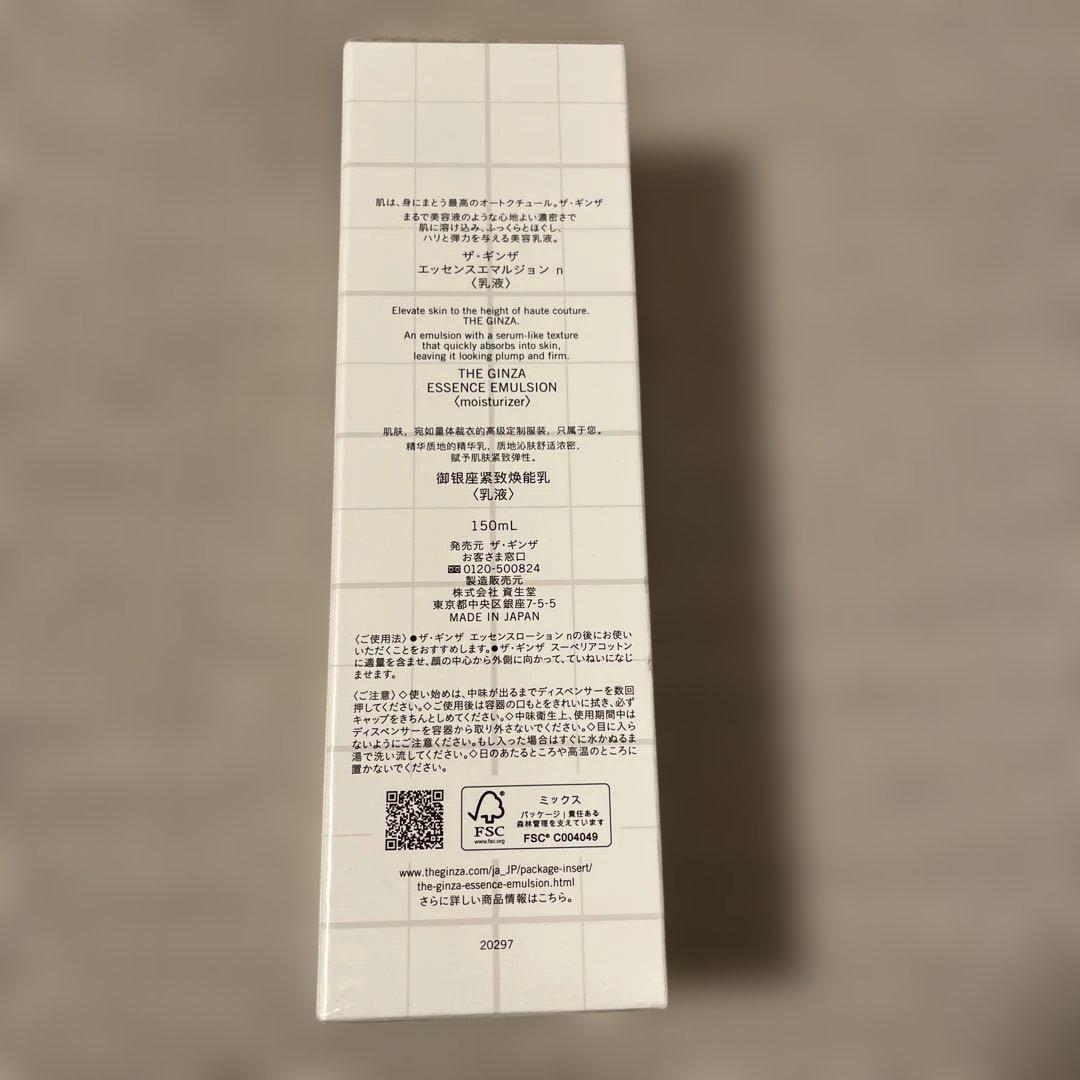 肌は、身にまとう最高のオートクチュール。ザ・ギンザ
まるで美容液のような心地よい濃密さで
肌に溶け込み、ふっくらとほぐし、
ハリと弾力を与える美容乳液。
ザ・ギンザ
エッセンスエマルジョン n
〈乳液〉
Elevate skin to the height of haute couture.
THE GINZA.
An emulsion with a serum-like texture
that quickly absorbs into skin,
leaving it looking plump and firm.
THE GINZA
ESSENCE EMULSION
〈moisturizer〉
肌肤，宛如量体裁衣的高级定制服装，只属于您。
精华质地的精华乳，质地沁肤舒适浓密，
赋予肌肤紧致弹性。
御银座紧致焕能乳
〈乳液〉
150mL
発売元 ザ・ギンザ
お客さま窓口
0120-500824
製造販売元
株式会社 資生堂
東京都中央区銀座7-5-5
MADE IN JAPAN
〈ご使用法〉●ザ・ギンザ エッセンスローション nの後にお使い
いただくことをおすすめします。●ザ・ギンザ スーペリアコットン
に適量を含ませ、顔の中心から外側に向かって、ていねいになじ
ませます。
〈ご注意〉◇使い始めは、中味が出るまでディスペンサーを数回
押してください。◇ご使用後は容器の口もとをきれいに拭き、必ず
キャップをきちんとしめてください。◇中味衛生上、使用期間中は
ディスペンサーを容器から取り外さないでください。◇目に入ら
ないようにご注意ください。もし入った場合はすぐに水かぬるま
湯で洗い流してください。◇日のあたるところや高温のところに
置かないでください。
FSC
www.fsc.org
ミックス
パッケージ｜責任ある
森林管理を支えています
FSC® C004049
www.theginza.com/ja_JP/package-insert/
the-ginza-essence-emulsion.html
さらに詳しい商品情報はこちら。
20297